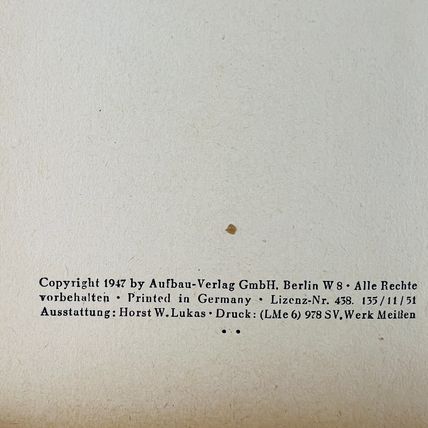 Copyright 1947 by Aufbau-Verlag GmbH. Berlin W 8 • Alle Rechte
vorbehalten • Printed in Germany • Lizenz-Nr. 438. 135/11/51
Ausstattung: Horst W. Lukas • Druck: (LMe 6) 978 SV, Werk Meißen
• •